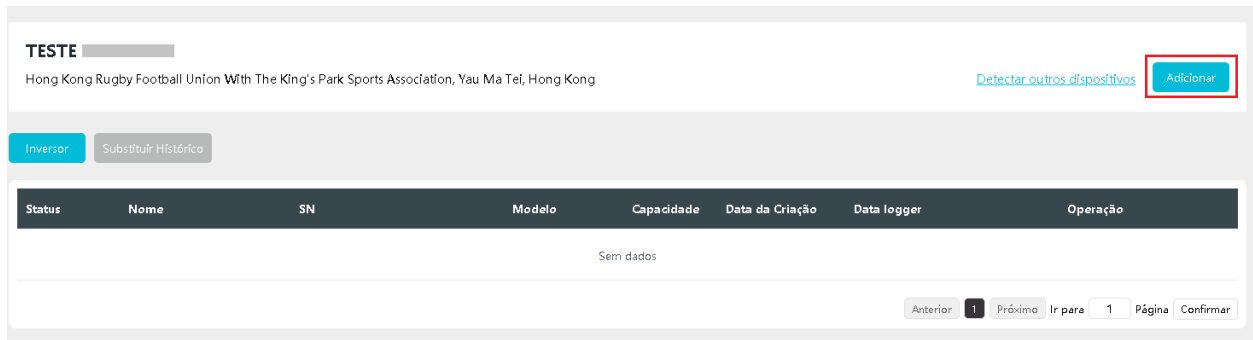 TESTE
Hong Kong Rugby Football Union With The King's Park Sports Association, Yau Ma Tei, Hong Kong
Detectar outros dispositivos Adicionar
Inversor Substituir Histórico
Status Nome SN Modelo Capacidade Data da Criação Data logger Operação
Sem dados
Anterior 1 Próximo Ir para 1 Página Confirmar